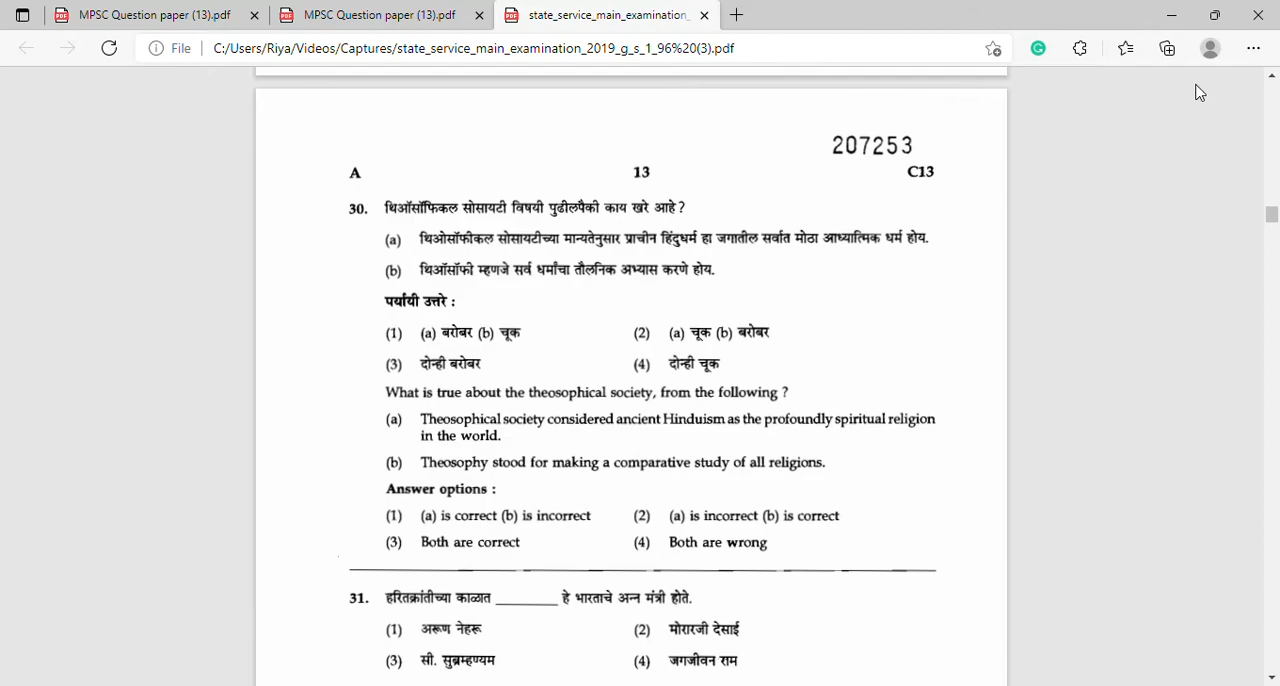 MPSC Question paper (13).pdf
MPSC Question paper (13).pdf
state_service_main_examination_
File
C:/Users/Riya/Videos/Captures/state_service_main_examination_2019_g_s_1_96%20(3).pdf
207253
A 13 C13
30. थिऑसॉफिकल सोसायटी विषयी पुढीलपैकी काय खरे आहे ?
(a) थिओसॉफीकल सोसायटीच्या मान्यतेनुसार प्राचीन हिंदुधर्म हा जगातील सर्वात मोठा आध्यात्मिक धर्म होय.
(b) थिऑसॉफी म्हणजे सर्व धर्मांचा तौलनिक अभ्यास करणे होय.
पर्यायी उत्तरे :
(1) (a) बरोबर (b) चूक (2) (a) चूक (b) बरोबर
(3) दोन्ही बरोबर (4) दोन्ही चूक
What is true about the theosophical society, from the following ?
(a) Theosophical society considered ancient Hinduism as the profoundly spiritual religion
in the world.
(b) Theosophy stood for making a comparative study of all religions.
Answer options :
(1) (a) is correct (b) is incorrect (2) (a) is incorrect (b) is correct
(3) Both are correct (4) Both are wrong
31. हरितक्रांतीच्या काळात ________ हे भारताचे अन्न मंत्री होते.
(1) अरूण नेहरू (2) मोरारजी देसाई
(3) सी. सुब्रम्हण्यम (4) जगजीवन राम